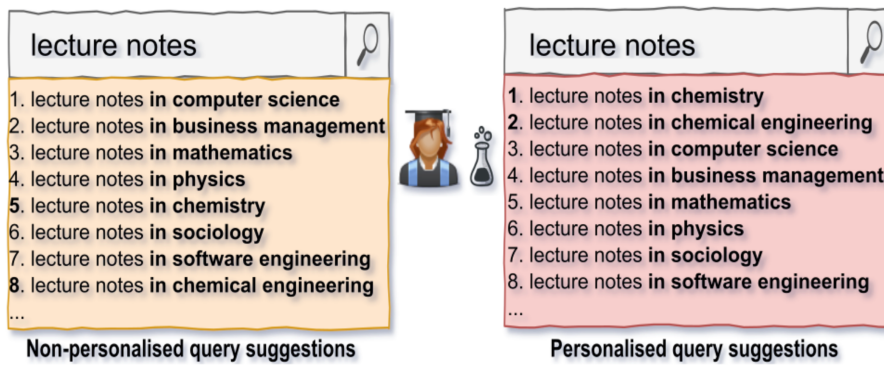 lecture notes
1. lecture notes in computer science
2. lecture notes in business management
3. lecture notes in mathematics
4. lecture notes in physics
5. lecture notes in chemistry
6. lecture notes in sociology
7. lecture notes in software engineering
8. lecture notes in chemical engineering
...
Non-personalised query suggestions
lecture notes
1. lecture notes in chemistry
2. lecture notes in chemical engineering
3. lecture notes in computer science
4. lecture notes in business management
5. lecture notes in mathematics
6. lecture notes in physics
7. lecture notes in sociology
8. lecture notes in software engineering
...
Personalised query suggestions